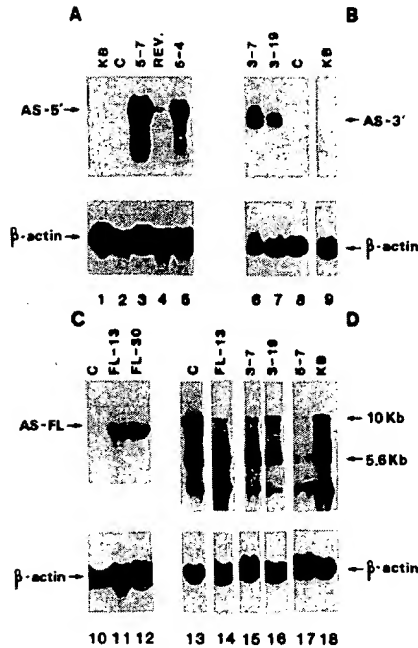 A B
KB C 5-7 REV. 5-4 3-7 3-19 C KB
AS-5' AS-3'
β-actin β-actin
1 2 3 4 5 6 7 8 9
C D
C FL-13 FL-30 C FL-13 3-7 3-19 5-7 KB
AS-FL 10 Kb
5.6 Kb
β-actin β-actin
10 11 12 13 14 15 16 17 18